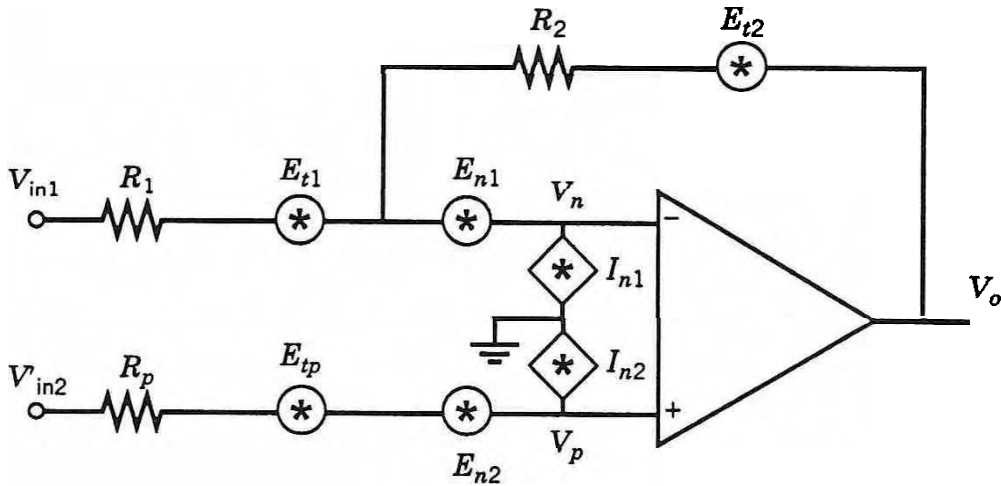 R2
Et2
Vin1
R1
Et1
En1
Vn
−
In1
Vo
V'in2
Rp
Etp
In2
En2
Vp
+